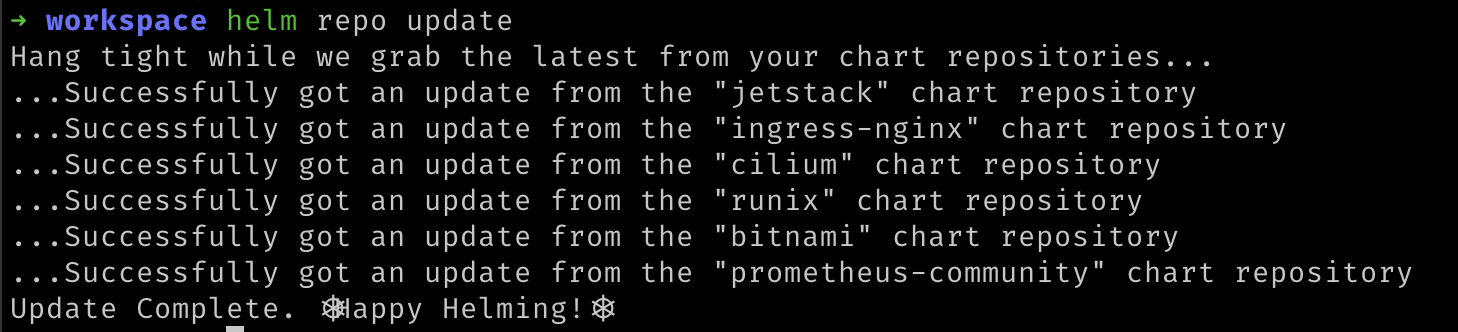 → workspace helm repo update
Hang tight while we grab the latest from your chart repositories...
...Successfully got an update from the "jetstack" chart repository
...Successfully got an update from the "ingress-nginx" chart repository
...Successfully got an update from the "cilium" chart repository
...Successfully got an update from the "runix" chart repository
...Successfully got an update from the "bitnami" chart repository
...Successfully got an update from the "prometheus-community" chart repository
Update Complete. ⎈Happy Helming!⎈